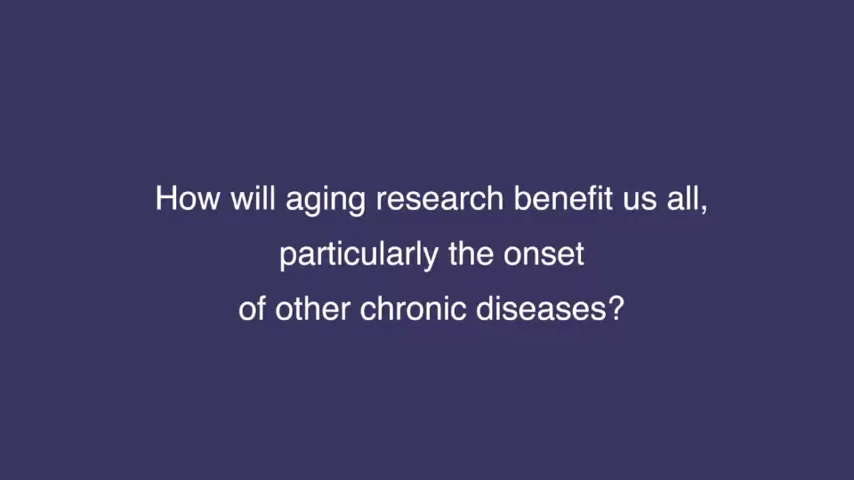 How will aging research benefit us all,
particularly the onset
of other chronic diseases?